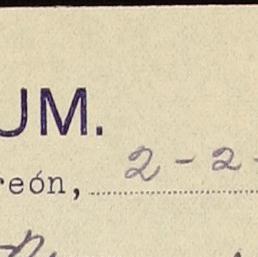 UM.
reón, 2-2-